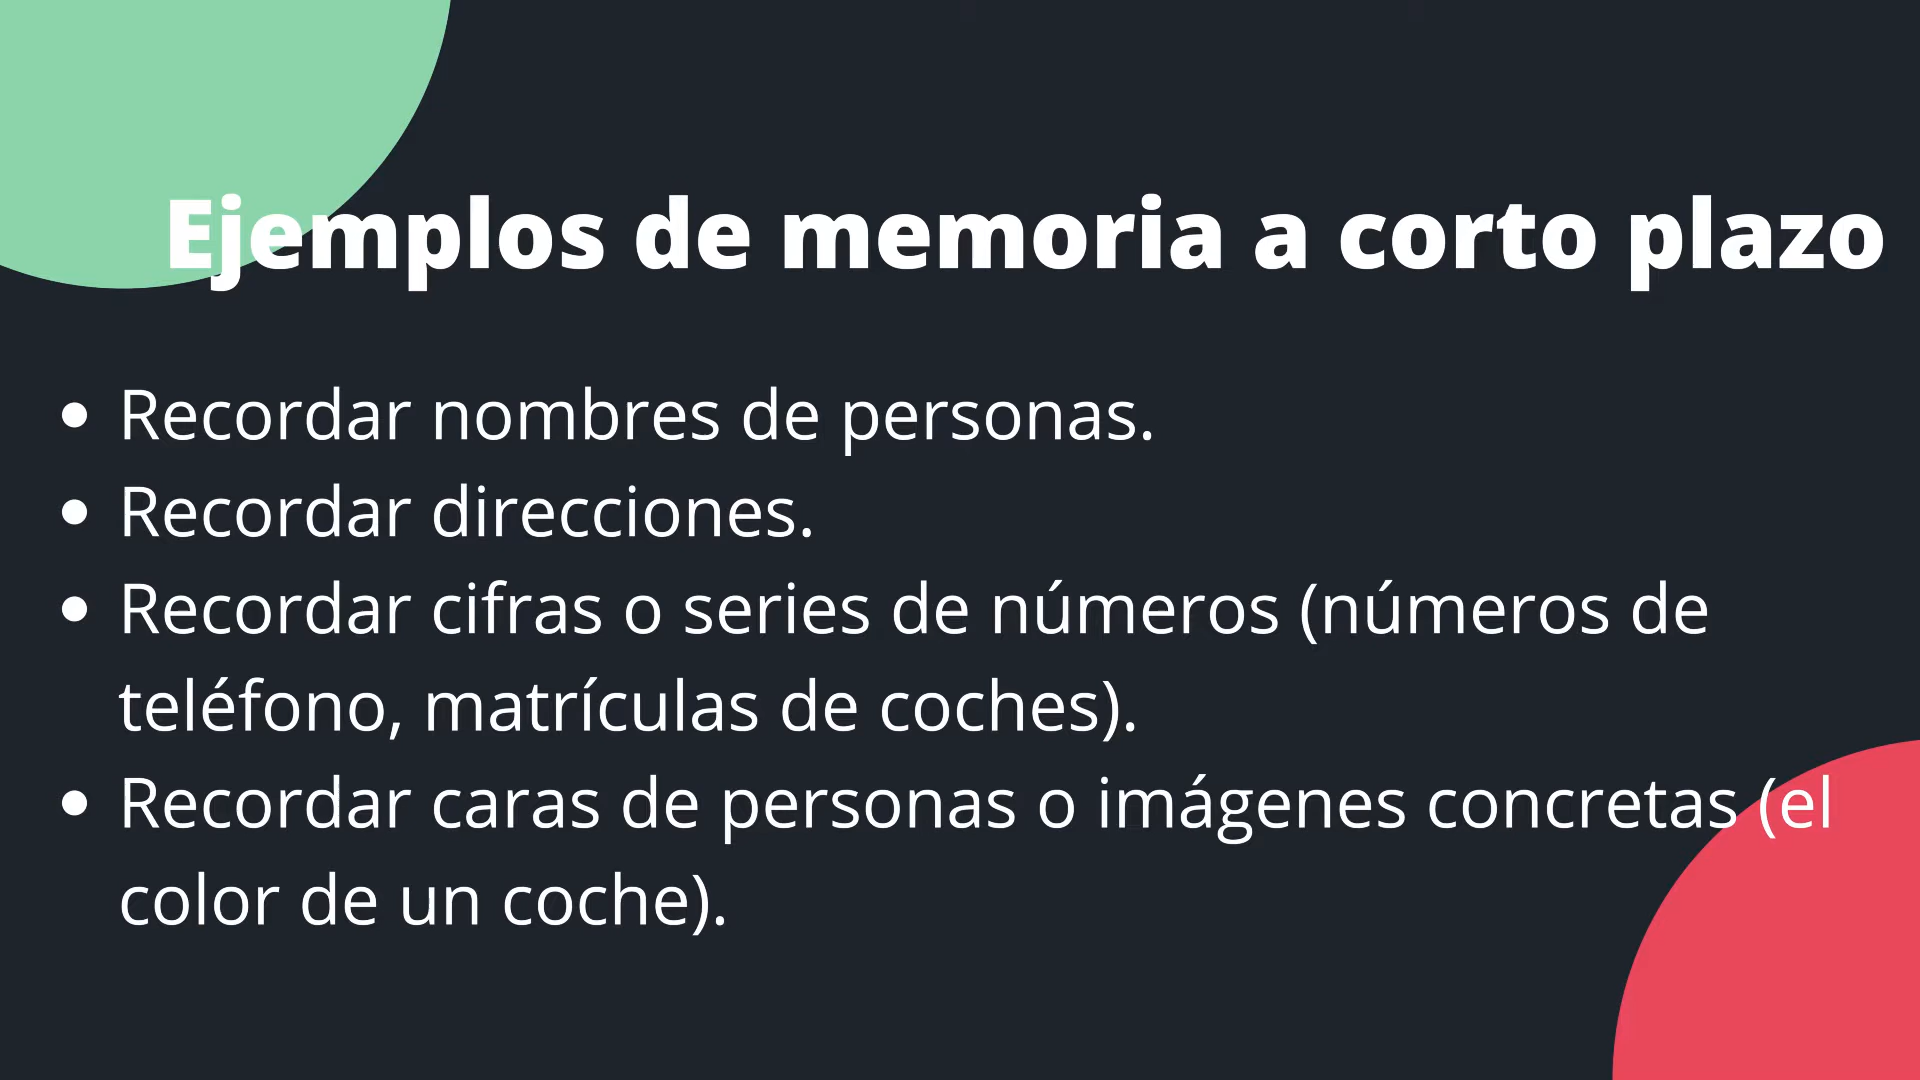 Ejemplos de memoria a corto plazo
• Recordar nombres de personas.
• Recordar direcciones.
• Recordar cifras o series de números (números de
teléfono, matrículas de coches).
• Recordar caras de personas o imágenes concretas (el
color de un coche).